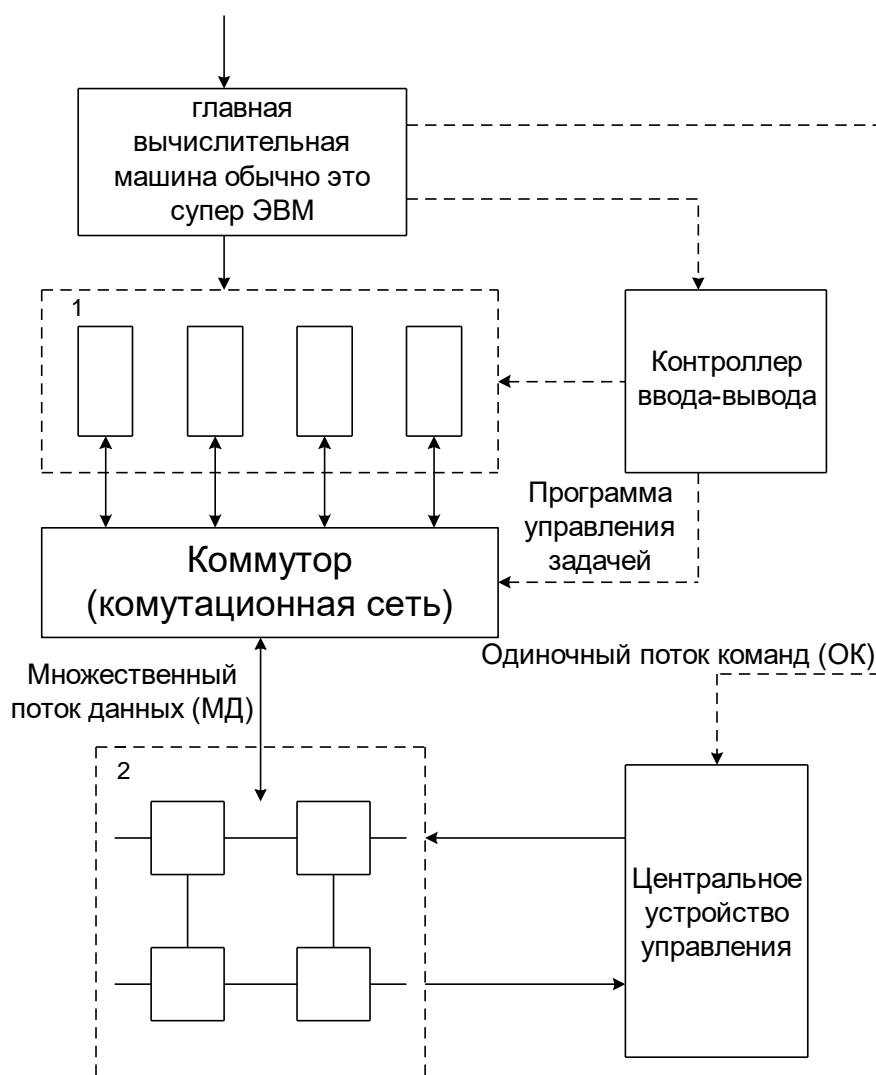 главная
вычислительная
машина обычно это
супер ЭВМ
1
Контроллер
ввода-вывода
Программа
управления
задачей
Коммутор
(комутационная сеть)
Одиночный поток команд (ОК)
Множественный
поток данных (МД)
2
Центральное
устройство
управления